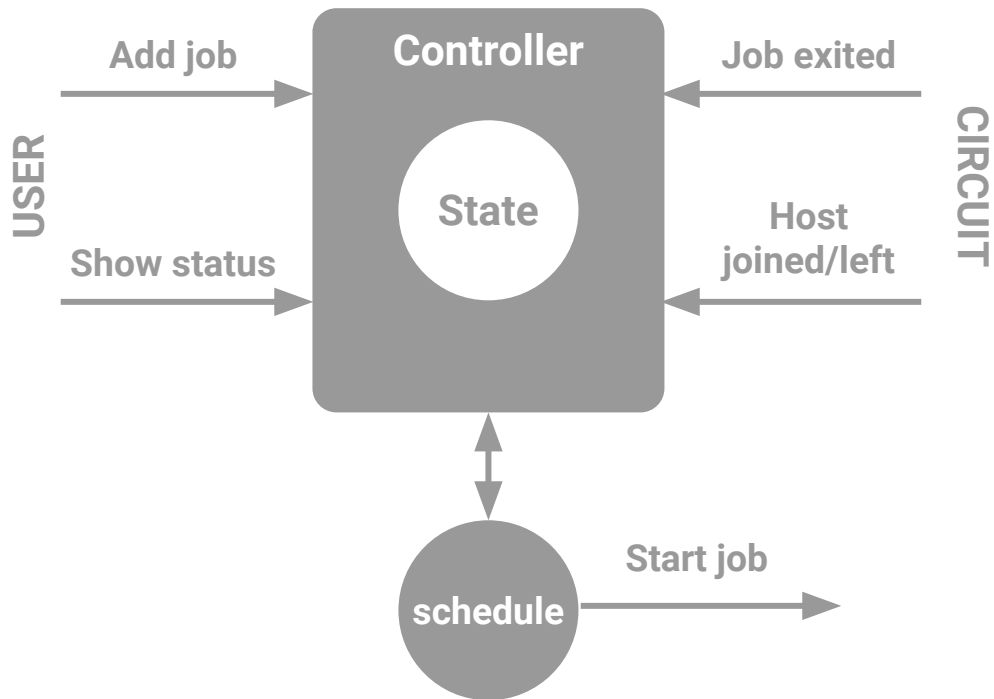 Add job
Controller
Job exited
USER
CIRCUIT
State
Show status
Host
joined/left
Start job
schedule